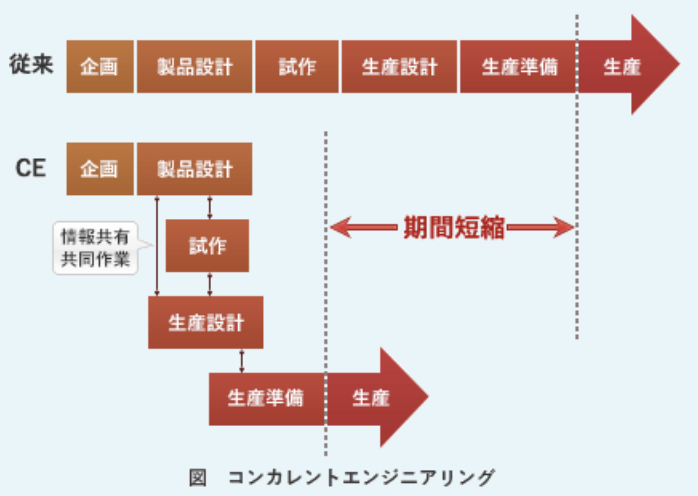 従来
企画
製品設計
試作
生産設計
生産準備
生産
CE
企画
製品設計
期間短縮
情報共有
共同作業
試作
生産設計
生産準備
生産
図　コンカレントエンジニアリング